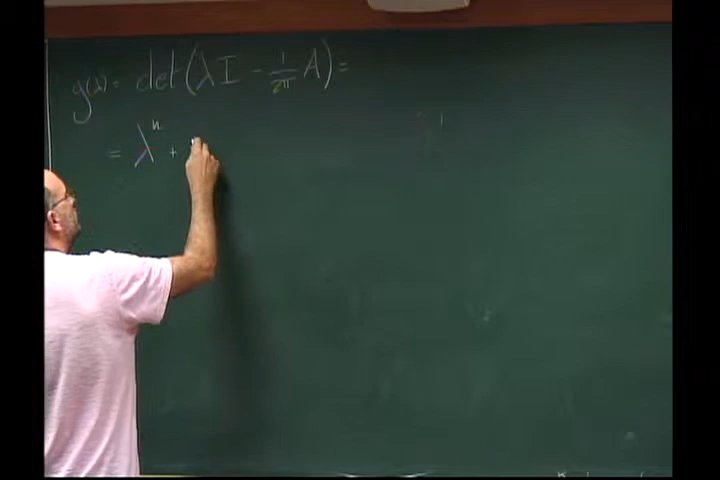 g(λ) = det(λI - 1/2π A) =
= λⁿ +